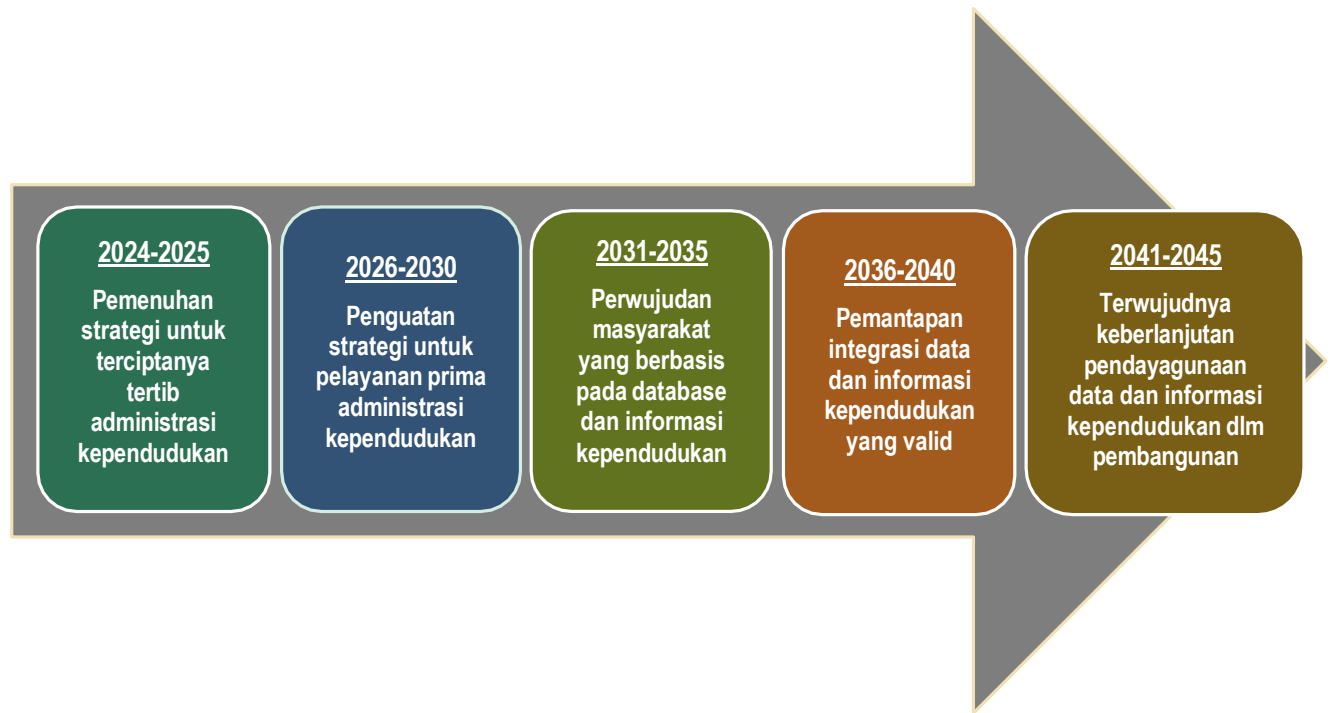 2024-2025
Pemenuhan
strategi untuk
terciptanya
tertib
administrasi
kependudukan
2026-2030
Penguatan
strategi untuk
pelayanan prima
administrasi
kependudukan
2031-2035
Perwujudan
masyarakat
yang berbasis
pada database
dan informasi
kependudukan
2036-2040
Pemantapan
integrasi data
dan informasi
kependudukan
yang valid
2041-2045
Terwujudnya
keberlanjutan
pendayagunaan
data dan informasi
kependudukan dlm
pembangunan